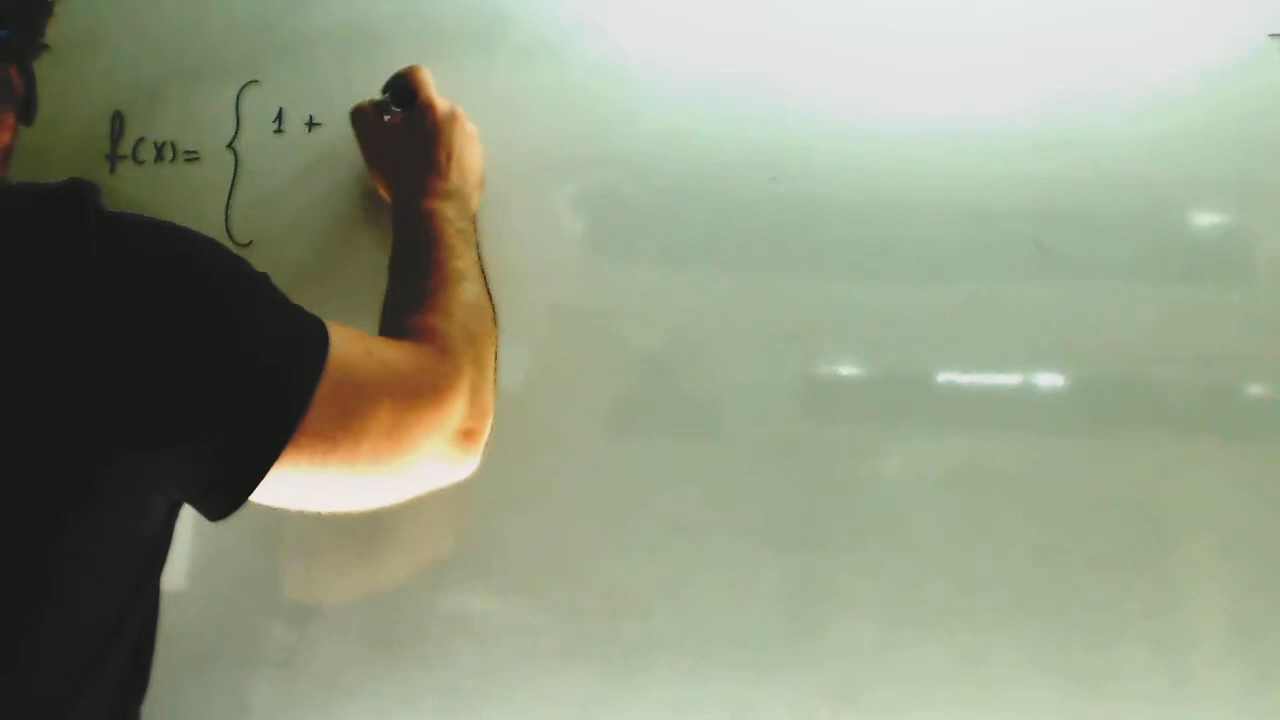 f(x) = { 1 +